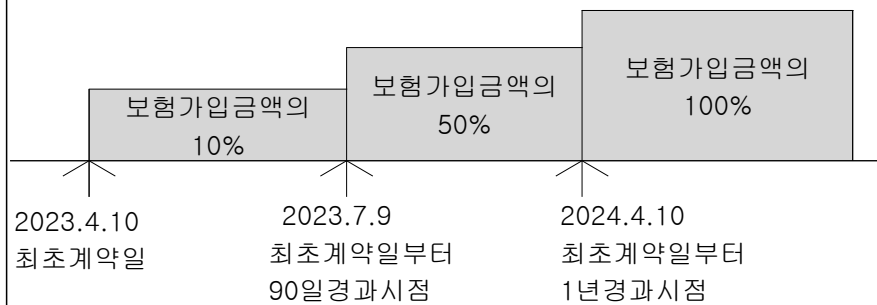 보험가입금액의
10%
보험가입금액의
50%
보험가입금액의
100%
2023.4.10
최초계약일
2023.7.9
최초계약일부터
90일경과시점
2024.4.10
최초계약일부터
1년경과시점